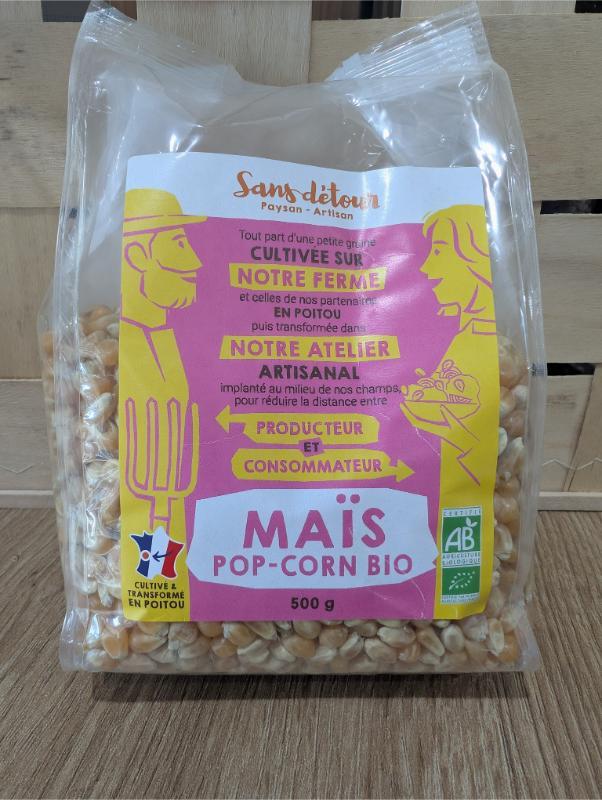 Sans détour
Paysan - Artisan
Tout part d'une petite graine
CULTIVÉE SUR
NOTRE FERME
et celles de nos partenaires
EN POITOU
puis transformée dans
NOTRE ATELIER
ARTISANAL
implanté au milieu de nos champs,
pour réduire la distance entre
PRODUCTEUR
ET
CONSOMMATEUR
MAÏS
POP-CORN BIO
500 g
CULTIVÉ &
TRANSFORMÉ
EN POITOU
CERTIFIÉ
AB
AGRICULTURE
BIOLOGIQUE